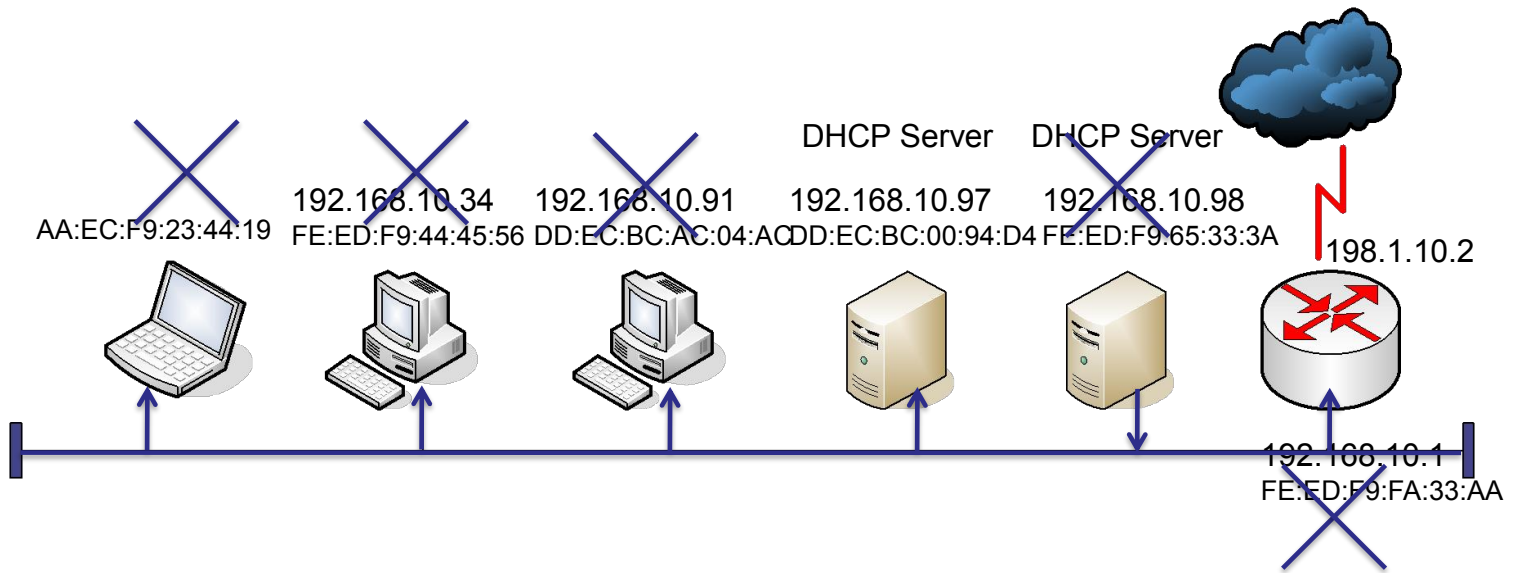 DHCP Server DHCP Server
192.168.10.34 192.168.10.91 192.168.10.97 192.168.10.98
AA:EC:F9:23:44:19 FE:ED:F9:44:45:56 DD:EC:BC:AC:04:AC DD:EC:BC:00:94:D4 FE:ED:F9:65:33:3A
198.1.10.2
192.168.10.1
FE:ED:F9:FA:33:AA